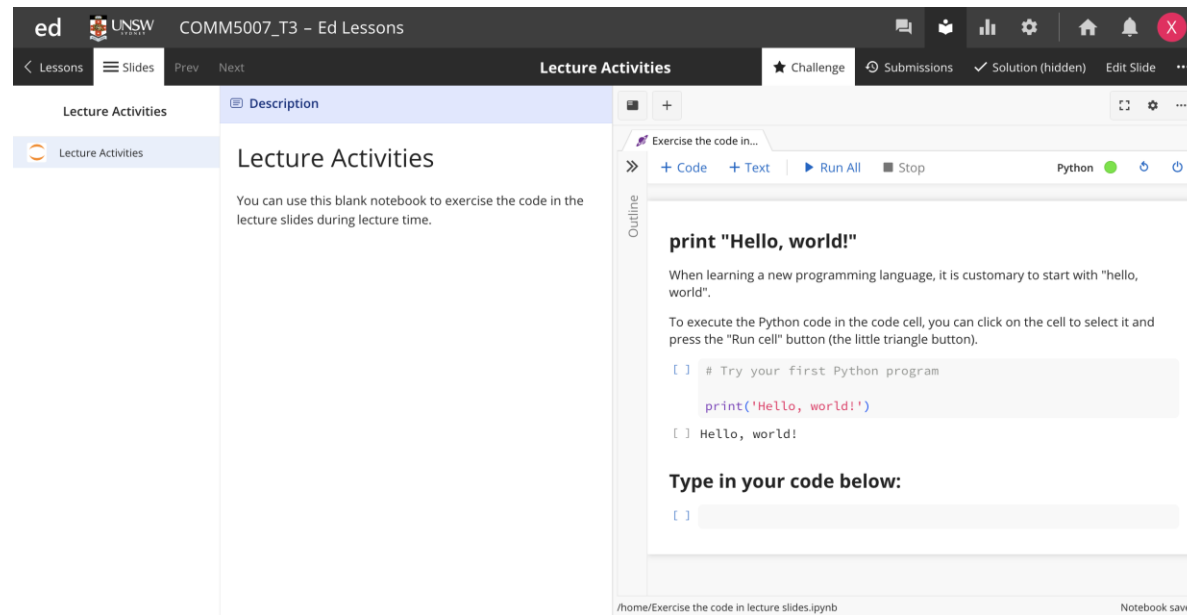 ed UNSW SYDNEY COMM5007_T3 – Ed Lessons X
Lessons Slides Prev Next Lecture Activities Challenge Submissions Solution (hidden) Edit Slide
Lecture Activities
Lecture Activities
Description
Lecture Activities
You can use this blank notebook to exercise the code in the
lecture slides during lecture time.
Exercise the code in...
+ Code + Text Run All Stop Python
Outline
print "Hello, world!"
When learning a new programming language, it is customary to start with "hello,
world".
To execute the Python code in the code cell, you can click on the cell to select it and
press the "Run cell" button (the little triangle button).
[ ] # Try your first Python program
print('Hello, world!')
[ ] Hello, world!
Type in your code below:
[ ]
/home/Exercise the code in lecture slides.ipynb Notebook save